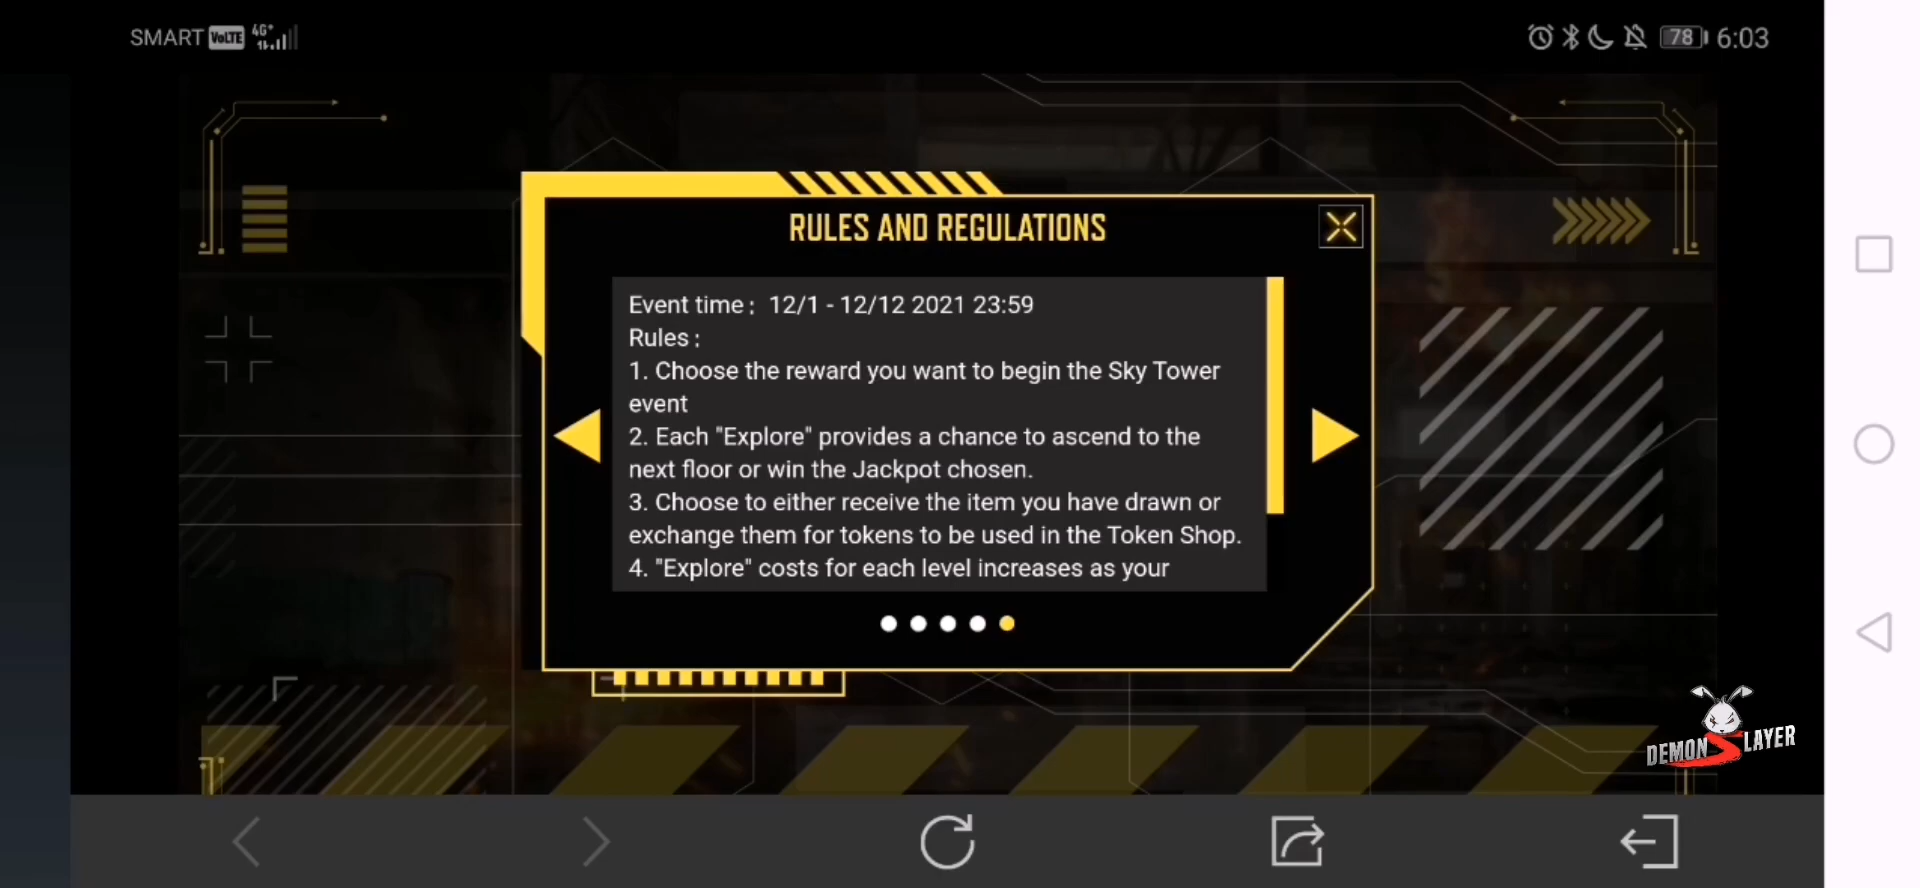 SMART VoLTE 4G+ 78 6:03
RULES AND REGULATIONS
Event time : 12/1 - 12/12 2021 23:59
Rules :
1. Choose the reward you want to begin the Sky Tower
event
2. Each "Explore" provides a chance to ascend to the
next floor or win the Jackpot chosen.
3. Choose to either receive the item you have drawn or
exchange them for tokens to be used in the Token Shop.
4. "Explore" costs for each level increases as your
DEMON SLAYER